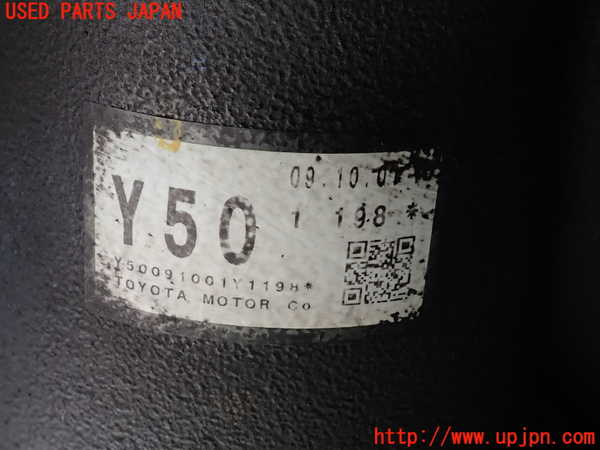 USED PARTS JAPAN
09.10.01
Y50 1 198*
Y50091001Y1198*
TOYOTA MOTOR Co
http://www.upjpn.com/